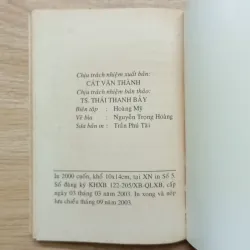 Chịu trách nhiệm xuất bản:
CÁT VĂN THÀNH
Chịu trách nhiệm bản thảo:
TS. THÁI THANH BẢY
Biên tập : Hoàng Mỹ
Vẽ bìa : Nguyễn Trọng Hoàng
Sửa bản in : Trần Phú Tài
In 2000 cuốn, khổ 10x14cm, tại XN in Số 5.
Số đăng ký KHXB 122-205/XB-QLXB, cấp
ngày 03 tháng 03 năm 2003. In xong và nộp
lưu chiểu tháng 09 năm 2003.